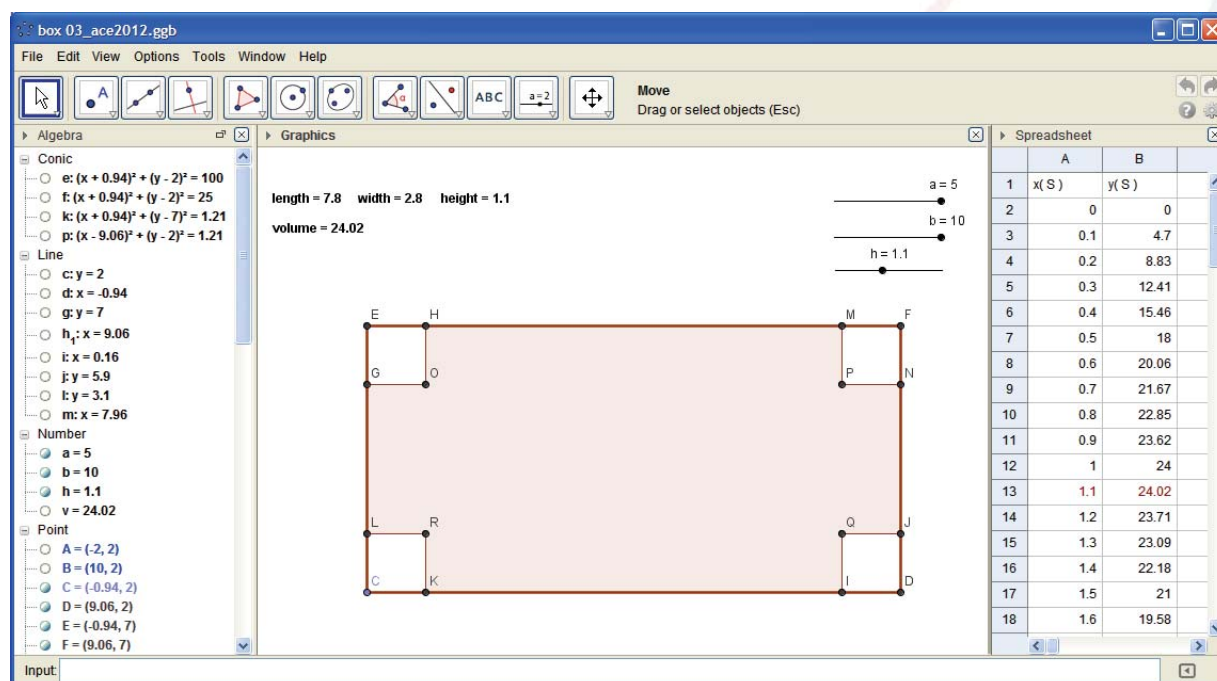 box 03_ace2012.ggb
File Edit View Options Tools Window Help
A
α
ABC
a=2
Move
Drag or select objects (Esc)
Algebra
Graphics
Spreadsheet
Conic
e: (x + 0.94)² + (y - 2)² = 100
f: (x + 0.94)² + (y - 2)² = 25
k: (x + 0.94)² + (y - 7)² = 1.21
p: (x - 9.06)² + (y - 2)² = 1.21
Line
c: y = 2
d: x = -0.94
g: y = 7
h₁: x = 9.06
i: x = 0.16
j: y = 5.9
l: y = 3.1
m: x = 7.96
Number
a = 5
b = 10
h = 1.1
v = 24.02
Point
A = (-2, 2)
B = (10, 2)
C = (-0.94, 2)
D = (9.06, 2)
E = (-0.94, 7)
F = (9.06, 7)
length = 7.8 width = 2.8 height = 1.1
volume = 24.02
a = 5
b = 10
h = 1.1
E H M F
G O P N
L R Q J
C K I D
A B
1 x( S ) y( S )
2 0 0
3 0.1 4.7
4 0.2 8.83
5 0.3 12.41
6 0.4 15.46
7 0.5 18
8 0.6 20.06
9 0.7 21.67
10 0.8 22.85
11 0.9 23.62
12 1 24
13 1.1 24.02
14 1.2 23.71
15 1.3 23.09
16 1.4 22.18
17 1.5 21
18 1.6 19.58
Input: